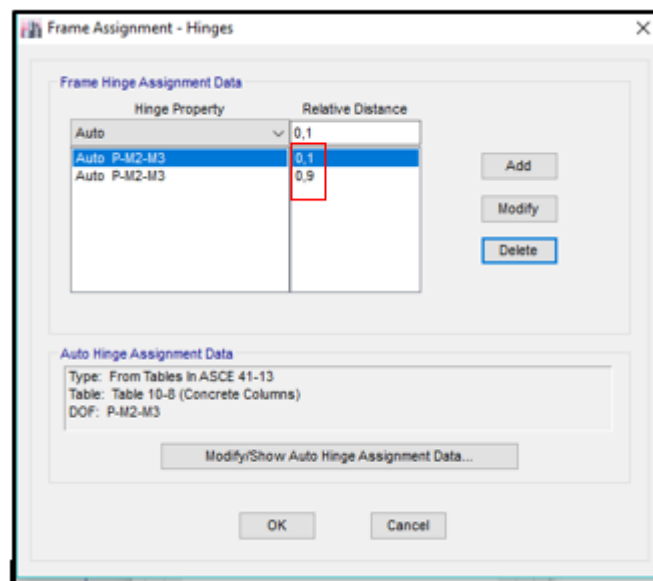 Frame Assignment - Hinges
Frame Hinge Assignment Data
Hinge Property Relative Distance
Auto 0,1
Auto P-M2-M3 0,1
Auto P-M2-M3 0,9
Add
Modify
Delete
Auto Hinge Assignment Data
Type: From Tables In ASCE 41-13
Table: Table 10-8 (Concrete Columns)
DOF: P-M2-M3
Modify/Show Auto Hinge Assignment Data...
OK Cancel